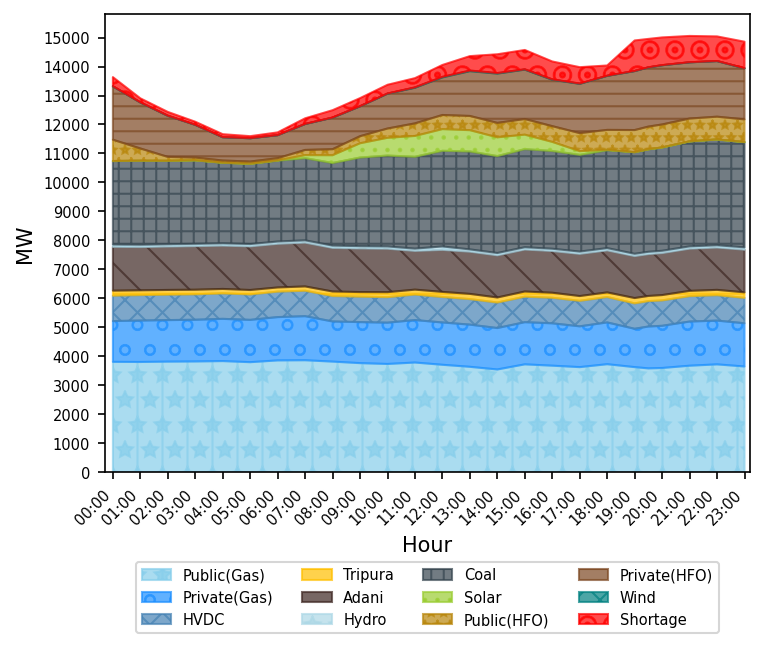 15000
14000
13000
12000
11000
10000
9000
8000
7000
6000
5000
4000
3000
2000
1000
0
MW
00:00 01:00 02:00 03:00 04:00 05:00 06:00 07:00 08:00 09:00 10:00 11:00 12:00 13:00 14:00 15:00 16:00 17:00 18:00 19:00 20:00 21:00 22:00 23:00
Hour
Public(Gas) Tripura Coal Private(HFO)
Private(Gas) Adani Solar Wind
HVDC Hydro Public(HFO) Shortage